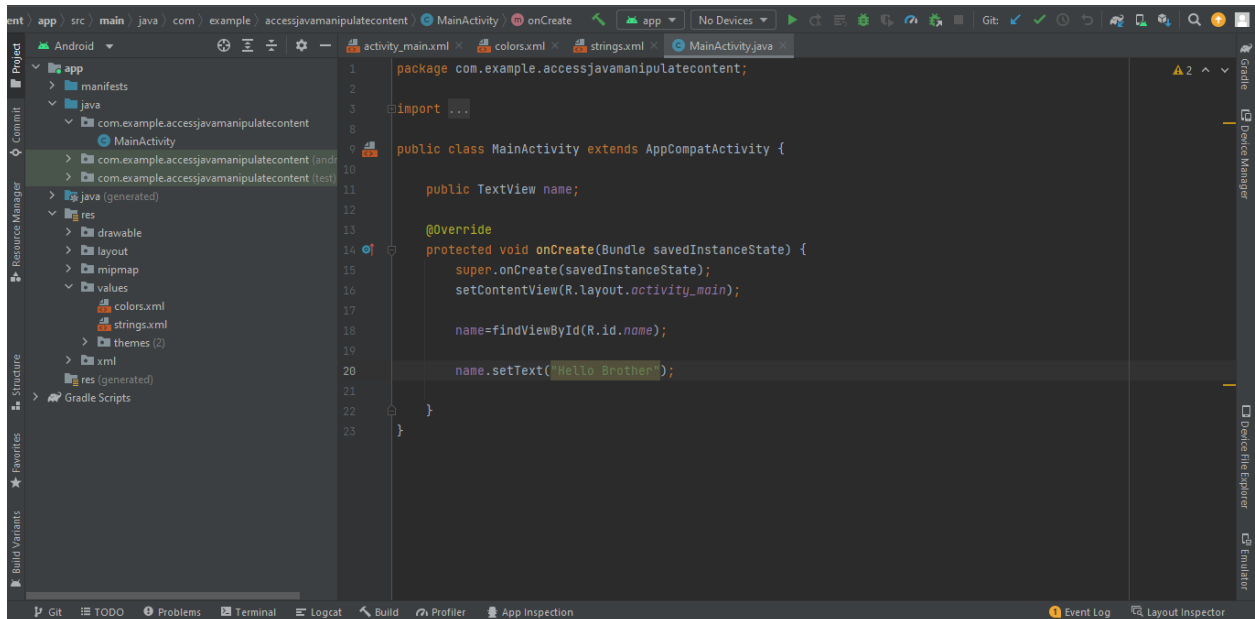 ent app src main java com example accessjavamanipulatecontent MainActivity onCreate app No Devices Git:
Project
Commit
Resource Manager
Structure
Favorites
Build Variants
Android
app
manifests
java
com.example.accessjavamanipulatecontent
MainActivity
com.example.accessjavamanipulatecontent (andr
com.example.accessjavamanipulatecontent (test)
java (generated)
res
drawable
layout
mipmap
values
colors.xml
strings.xml
themes (2)
xml
res (generated)
Gradle Scripts
activity_main.xml colors.xml strings.xml MainActivity.java
1 package com.example.accessjavamanipulatecontent;
2
3 import ...
8
9 public class MainActivity extends AppCompatActivity {
10
11 public TextView name;
12
13 @Override
14 protected void onCreate(Bundle savedInstanceState) {
15 super.onCreate(savedInstanceState);
16 setContentView(R.layout.activity_main);
17
18 name=findViewById(R.id.name);
19
20 name.setText("Hello Brother");
21
22 }
23 }
2
Gradle
Device Manager
Device File Explorer
Emulator
Git TODO Problems Terminal Logcat Build Profiler App Inspection 1 Event Log Layout Inspector